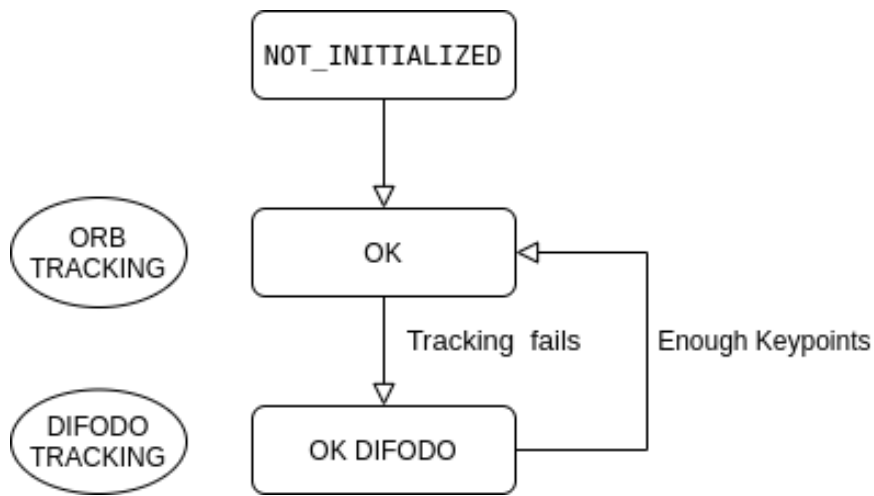 NOT_INITIALIZED
ORB
TRACKING
OK
Tracking fails
Enough Keypoints
DIFODO
TRACKING
OK DIFODO